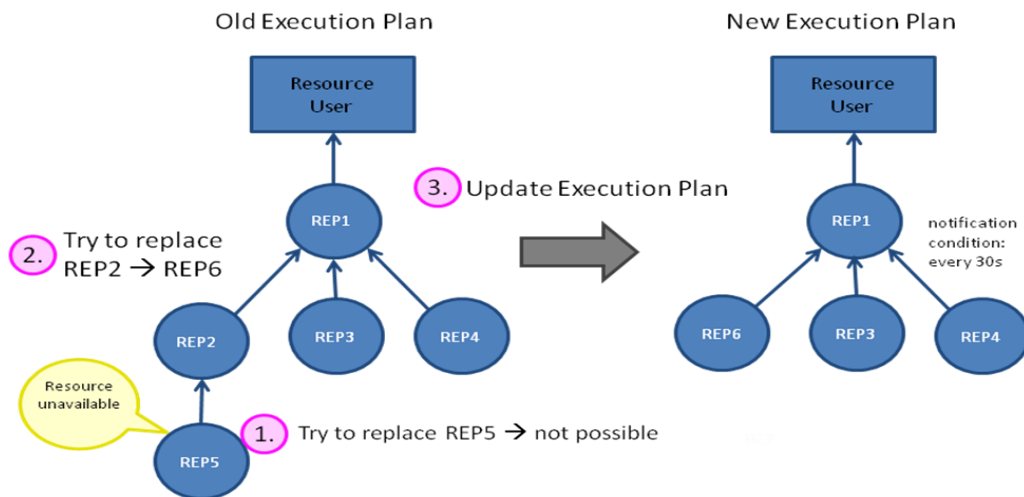 Old Execution Plan
New Execution Plan
Resource
User
Resource
User
3. Update Execution Plan
REP1
REP1
notification
condition:
every 30s
2. Try to replace
REP2 → REP6
REP2
REP3
REP4
REP6
REP3
REP4
Resource
unavailable
1. Try to replace REP5 → not possible
REP5